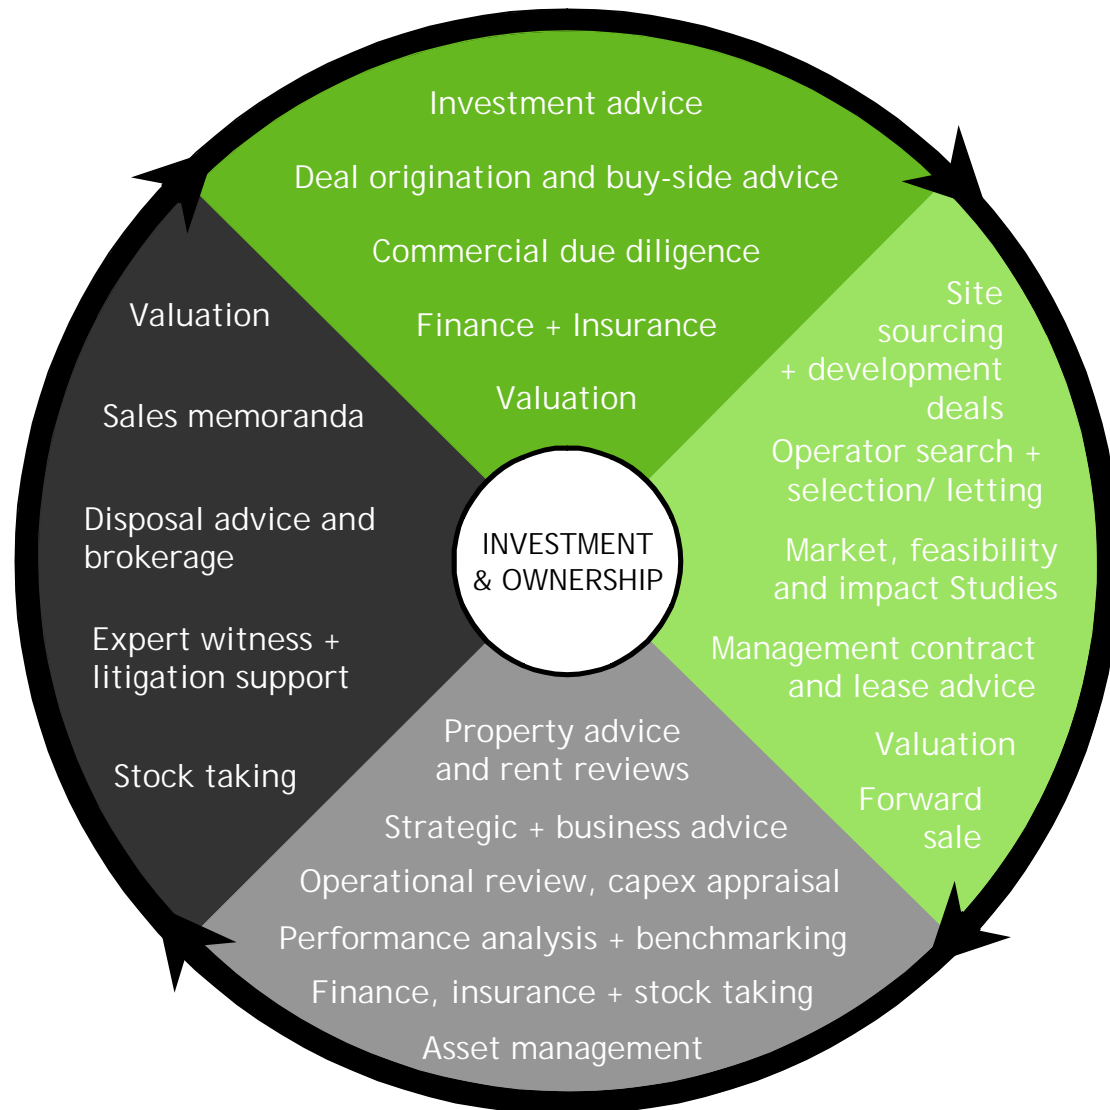 Investment advice
Deal origination and buy-side advice
Commercial due diligence
Finance + Insurance
Valuation
Site
sourcing
+ development
deals
Operator search +
selection/ letting
Market, feasibility
and impact Studies
Management contract
and lease advice
Valuation
Forward
sale
Property advice
and rent reviews
Strategic + business advice
Operational review, capex appraisal
Performance analysis + benchmarking
Finance, insurance + stock taking
Asset management
Valuation
Sales memoranda
Disposal advice and
brokerage
Expert witness +
litigation support
Stock taking
INVESTMENT
& OWNERSHIP